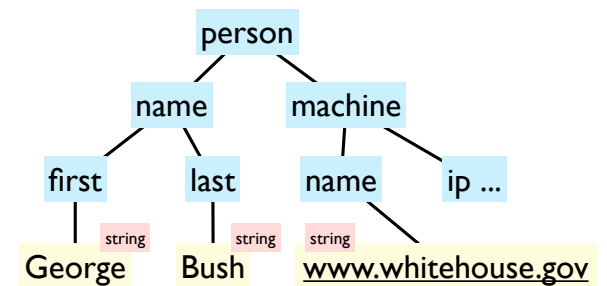 person
name machine
first last name ip ...
string string string
George Bush www.whitehouse.gov